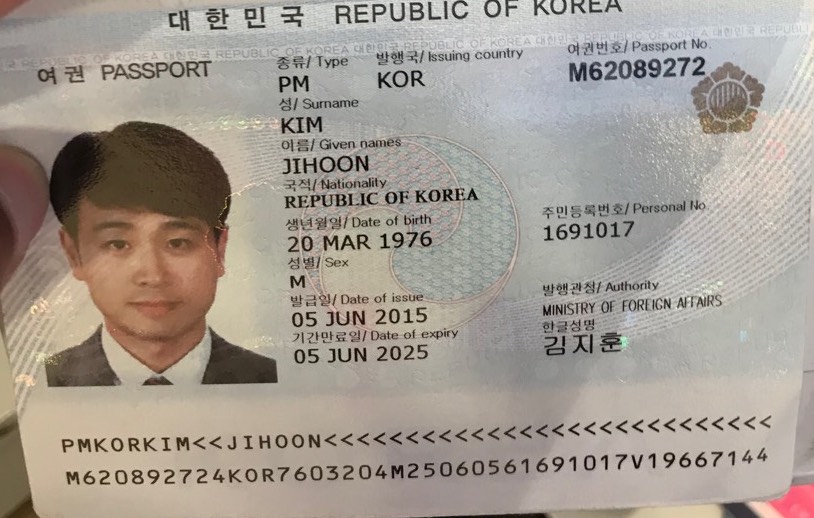 대한민국 REPUBLIC OF KOREA
여권 PASSPORT
종류/ Type 발행국/ Issuing country 여권번호/ Passport No.
PM KOR M62089272
성/ Surname
KIM
이름/ Given names
JIHOON
국적/ Nationality
REPUBLIC OF KOREA
생년월일/ Date of birth 주민등록번호/ Personal No.
20 MAR 1976 1691017
성별/ Sex
M
발급일/ Date of issue 발행관청/ Authority
05 JUN 2015 MINISTRY OF FOREIGN AFFAIRS
기간만료일/ Date of expiry 한글성명
05 JUN 2025 김지훈
PMKORKIM<<JIHOON<<<<<<<<<<<<<<<<<<<<<<<<<<<<
M620892724KOR7603204M25060561691017V19667144